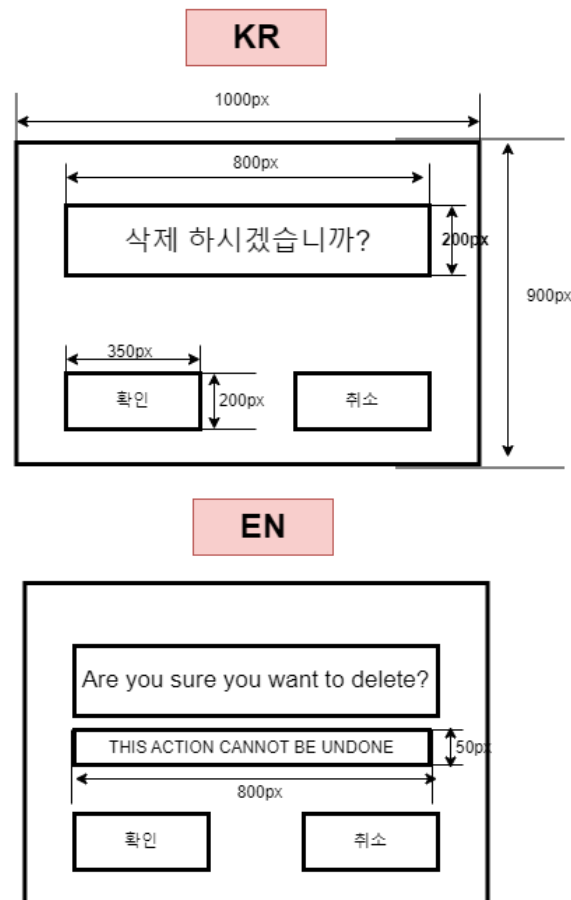 KR
1000px
800px
삭제 하시겠습니까?
200px
900px
350px
확인
200px
취소
EN
Are you sure you want to delete?
THIS ACTION CANNOT BE UNDONE
50px
800px
확인
취소